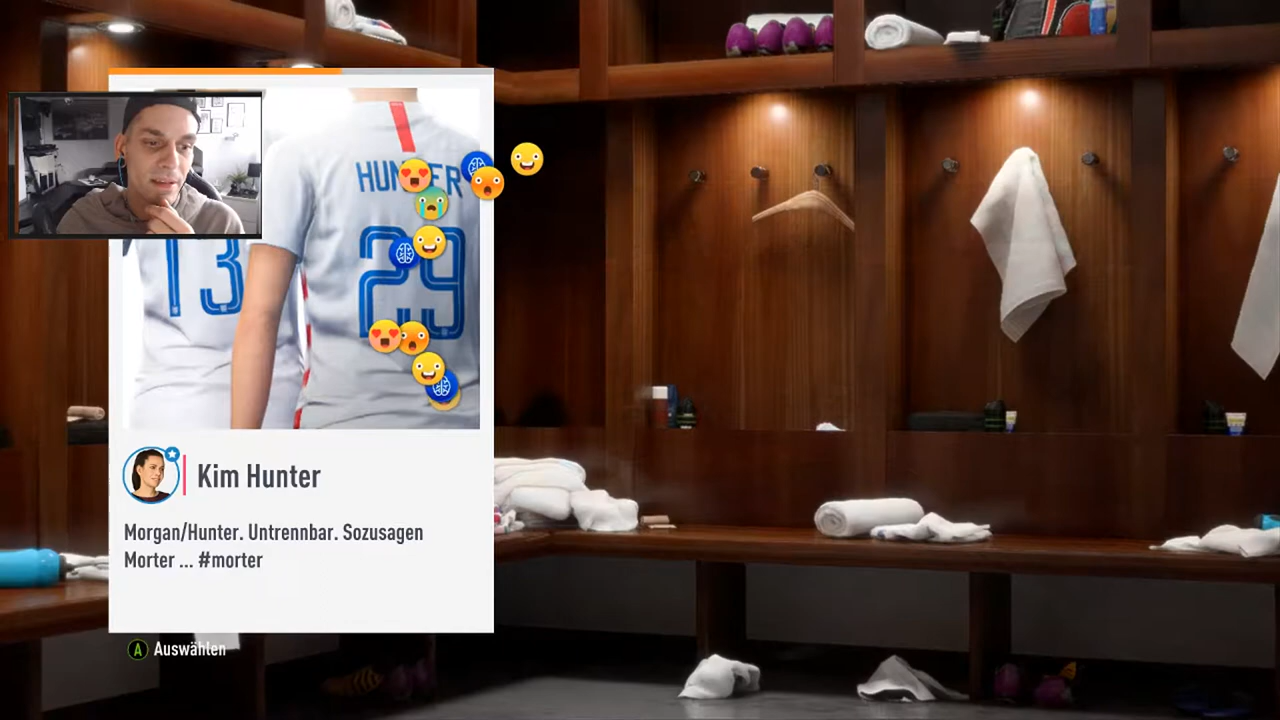 HUNTER
13
29
Kim Hunter
Morgan/Hunter. Untrennbar. Sozusagen
Morter ... #morter
A Auswählen